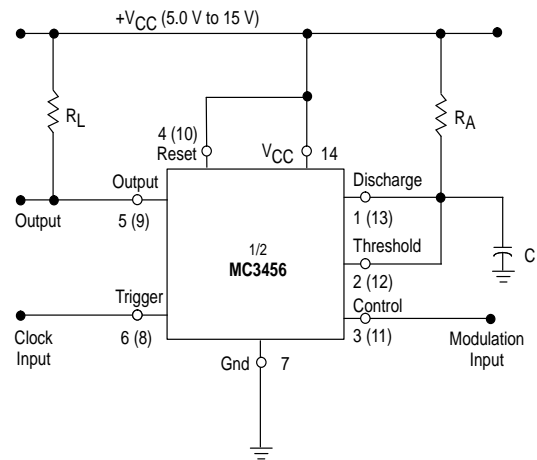 +VCC (5.0 V to 15 V)
RL
RA
4 (10)
Reset
VCC
14
Output
5 (9)
Output
Discharge
1 (13)
1/2
MC3456
Threshold
2 (12)
C
Trigger
6 (8)
Clock
Input
Control
3 (11)
Modulation
Input
Gnd
7